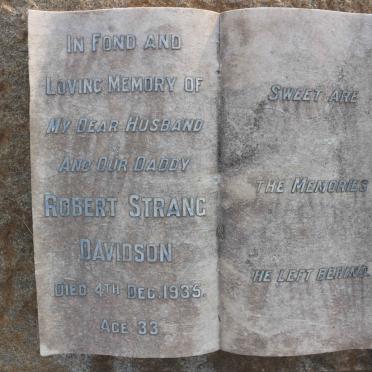 In Fond and
Loving Memory of
My Dear Husband
And Our Daddy
Robert Strang
Davidson
Died 4th Dec. 1935.
Age 33
Sweet are
the Memories
He left behind.